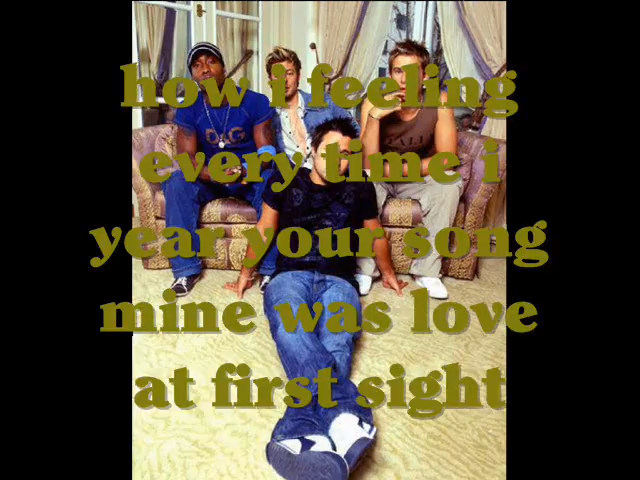 how i feeling
every time i
year your song
mine was love
at first sight
D&G